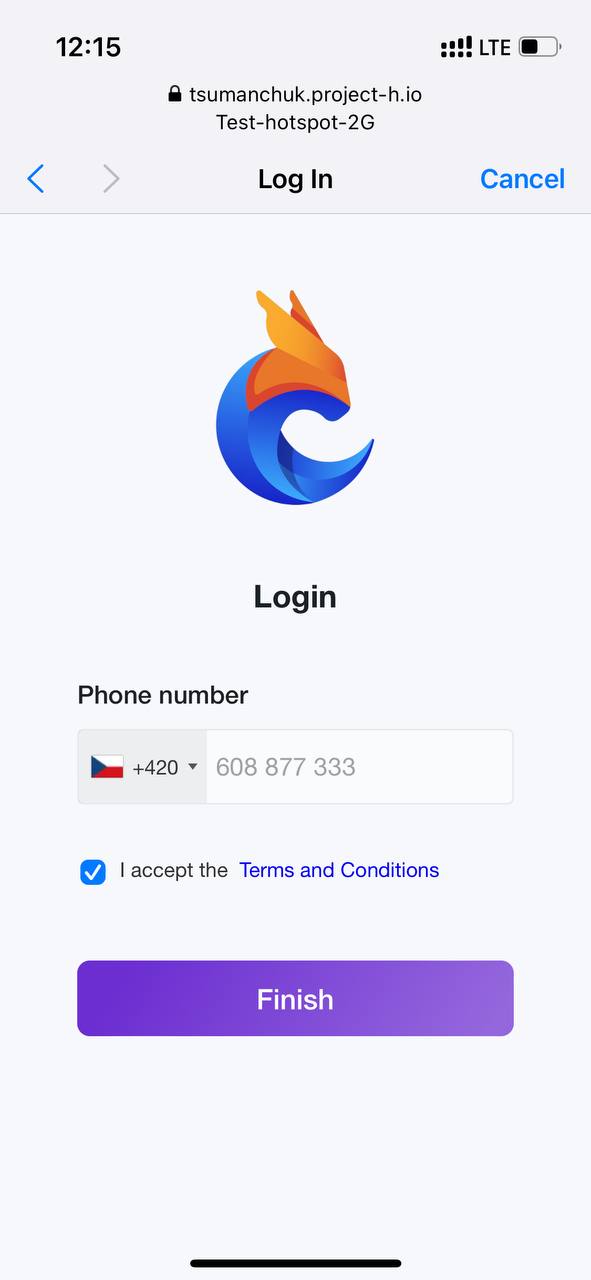 12:15
LTE
tsumanchuk.project-h.io
Test-hotspot-2G
Log In
Cancel
Login
Phone number
+420
608 877 333
I accept the Terms and Conditions
Finish